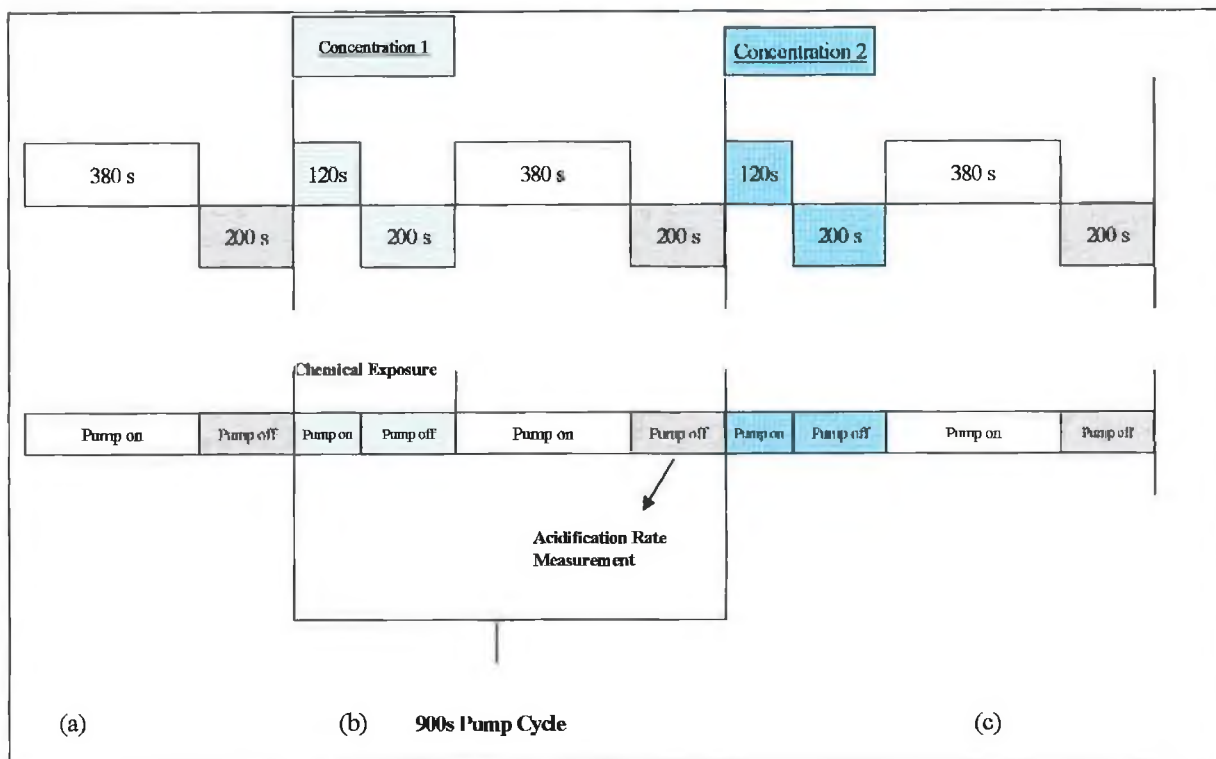 Concentration 1
Concentration 2
380 s
120s
380 s
120s
380 s
200 s
200 s
200 s
200 s
200 s
Chemical Exposure
Pump on
Pump off
Pump on
Pump off
Pump on
Pump off
Pump on
Pump off
Pump on
Pump off
Acidification Rate
Measurement
(a)
(b)
900s Pump Cycle
(c)